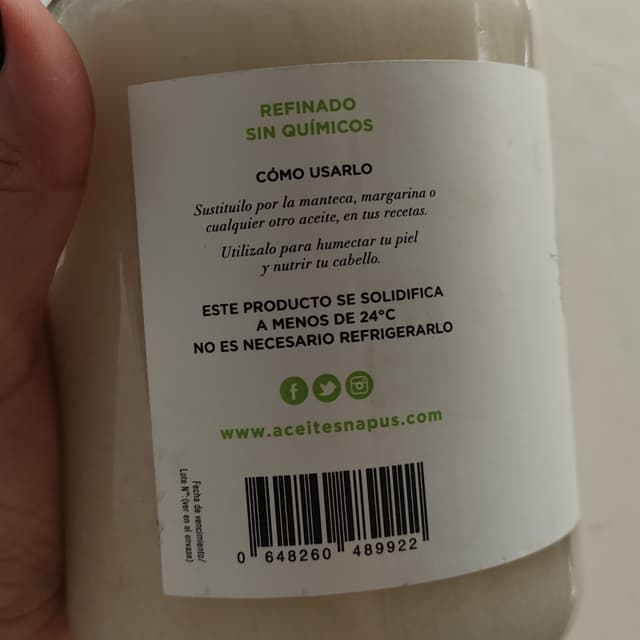 REFINADO
SIN QUÍMICOS
CÓMO USARLO
Sustituilo por la manteca, margarina o
cualquier otro aceite, en tus recetas.
Utilizalo para humectar tu piel
y nutrir tu cabello.
ESTE PRODUCTO SE SOLIDIFICA
A MENOS DE 24°C
NO ES NECESARIO REFRIGERARLO
www.aceitesnapus.com
Fecha de vencimiento/
Lote Nº:(ver en el envase)
0 648260 489922